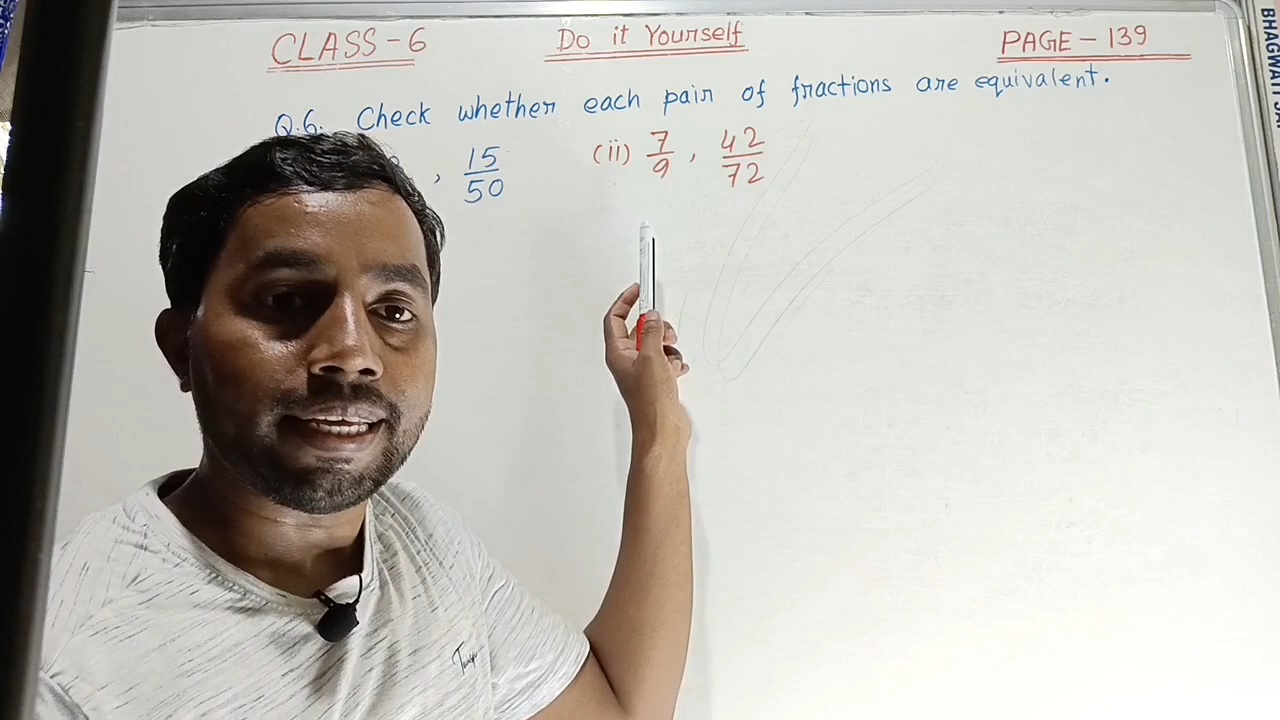 CLASS-6 Do it Yourself PAGE-139
Q.6. Check whether each pair of fractions are equivalent.
, 15/50 (ii) 7/9 , 42/72